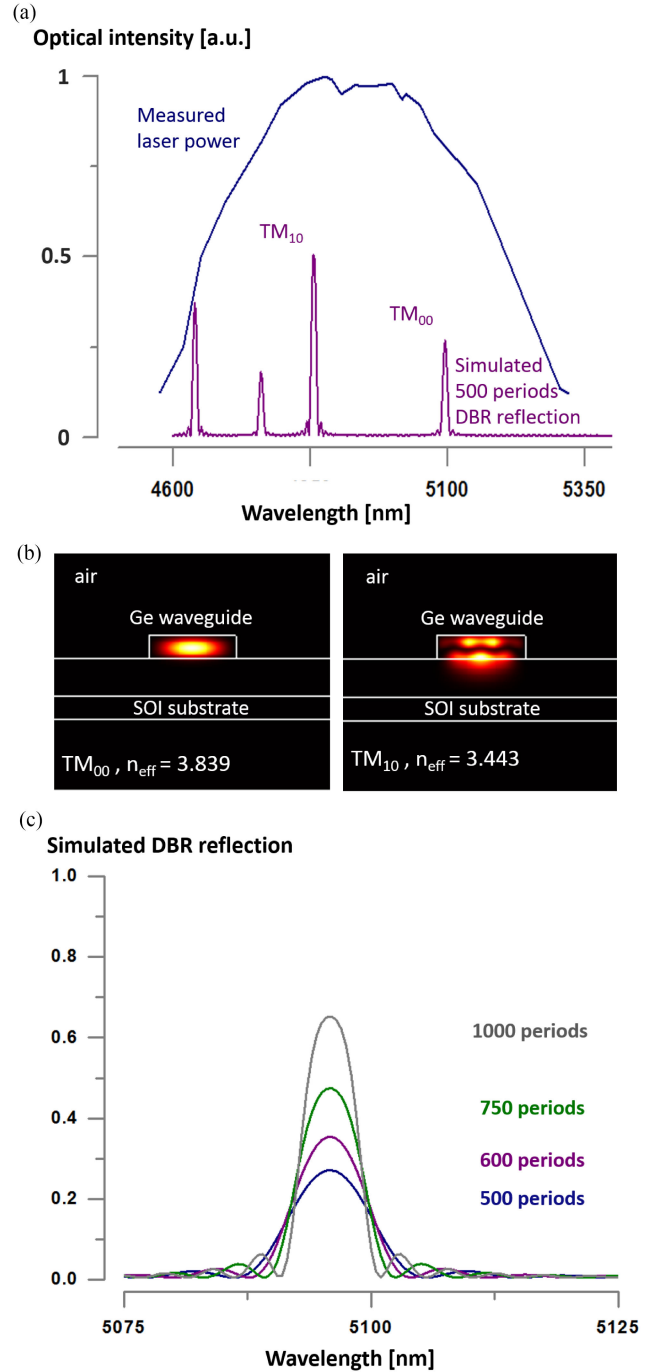 (a)
Optical intensity [a.u.]
1
Measured
laser power
TM₁₀
0.5
TM₀₀
Simulated
500 periods
DBR reflection
0
4600
5100
5350
Wavelength [nm]
(b)
air
Ge waveguide
SOI substrate
TM₀₀ , nₑff = 3.839
air
Ge waveguide
SOI substrate
TM₁₀ , nₑff = 3.443
(c)
Simulated DBR reflection
1.0
0.8
0.6
1000 periods
0.4
750 periods
600 periods
0.2
500 periods
0.0
5075
5100
5125
Wavelength [nm]